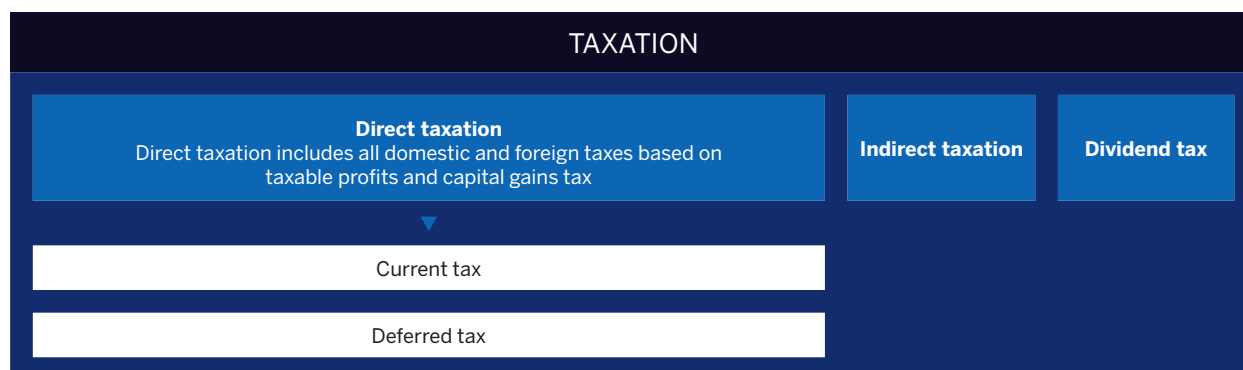 TAXATION
Direct taxation
Direct taxation includes all domestic and foreign taxes based on
taxable profits and capital gains tax
Indirect taxation
Dividend tax
Current tax
Deferred tax